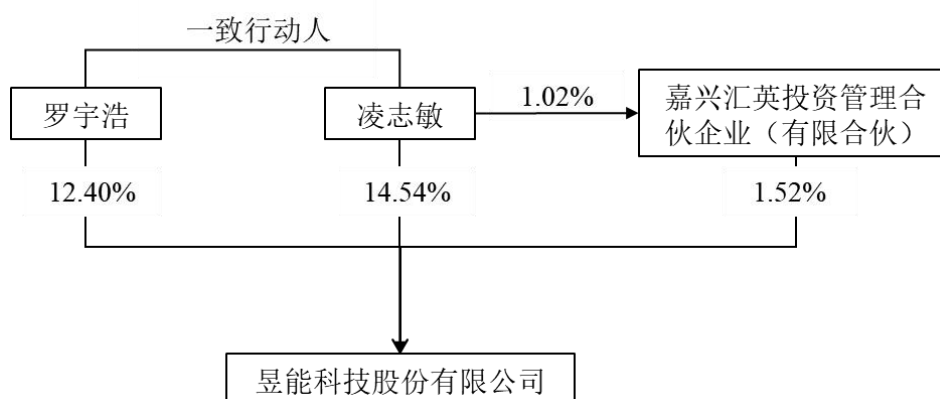 一致行动人
罗宇浩
凌志敏
1.02%
嘉兴汇英投资管理合
伙企业（有限合伙）
12.40%
14.54%
1.52%
昱能科技股份有限公司